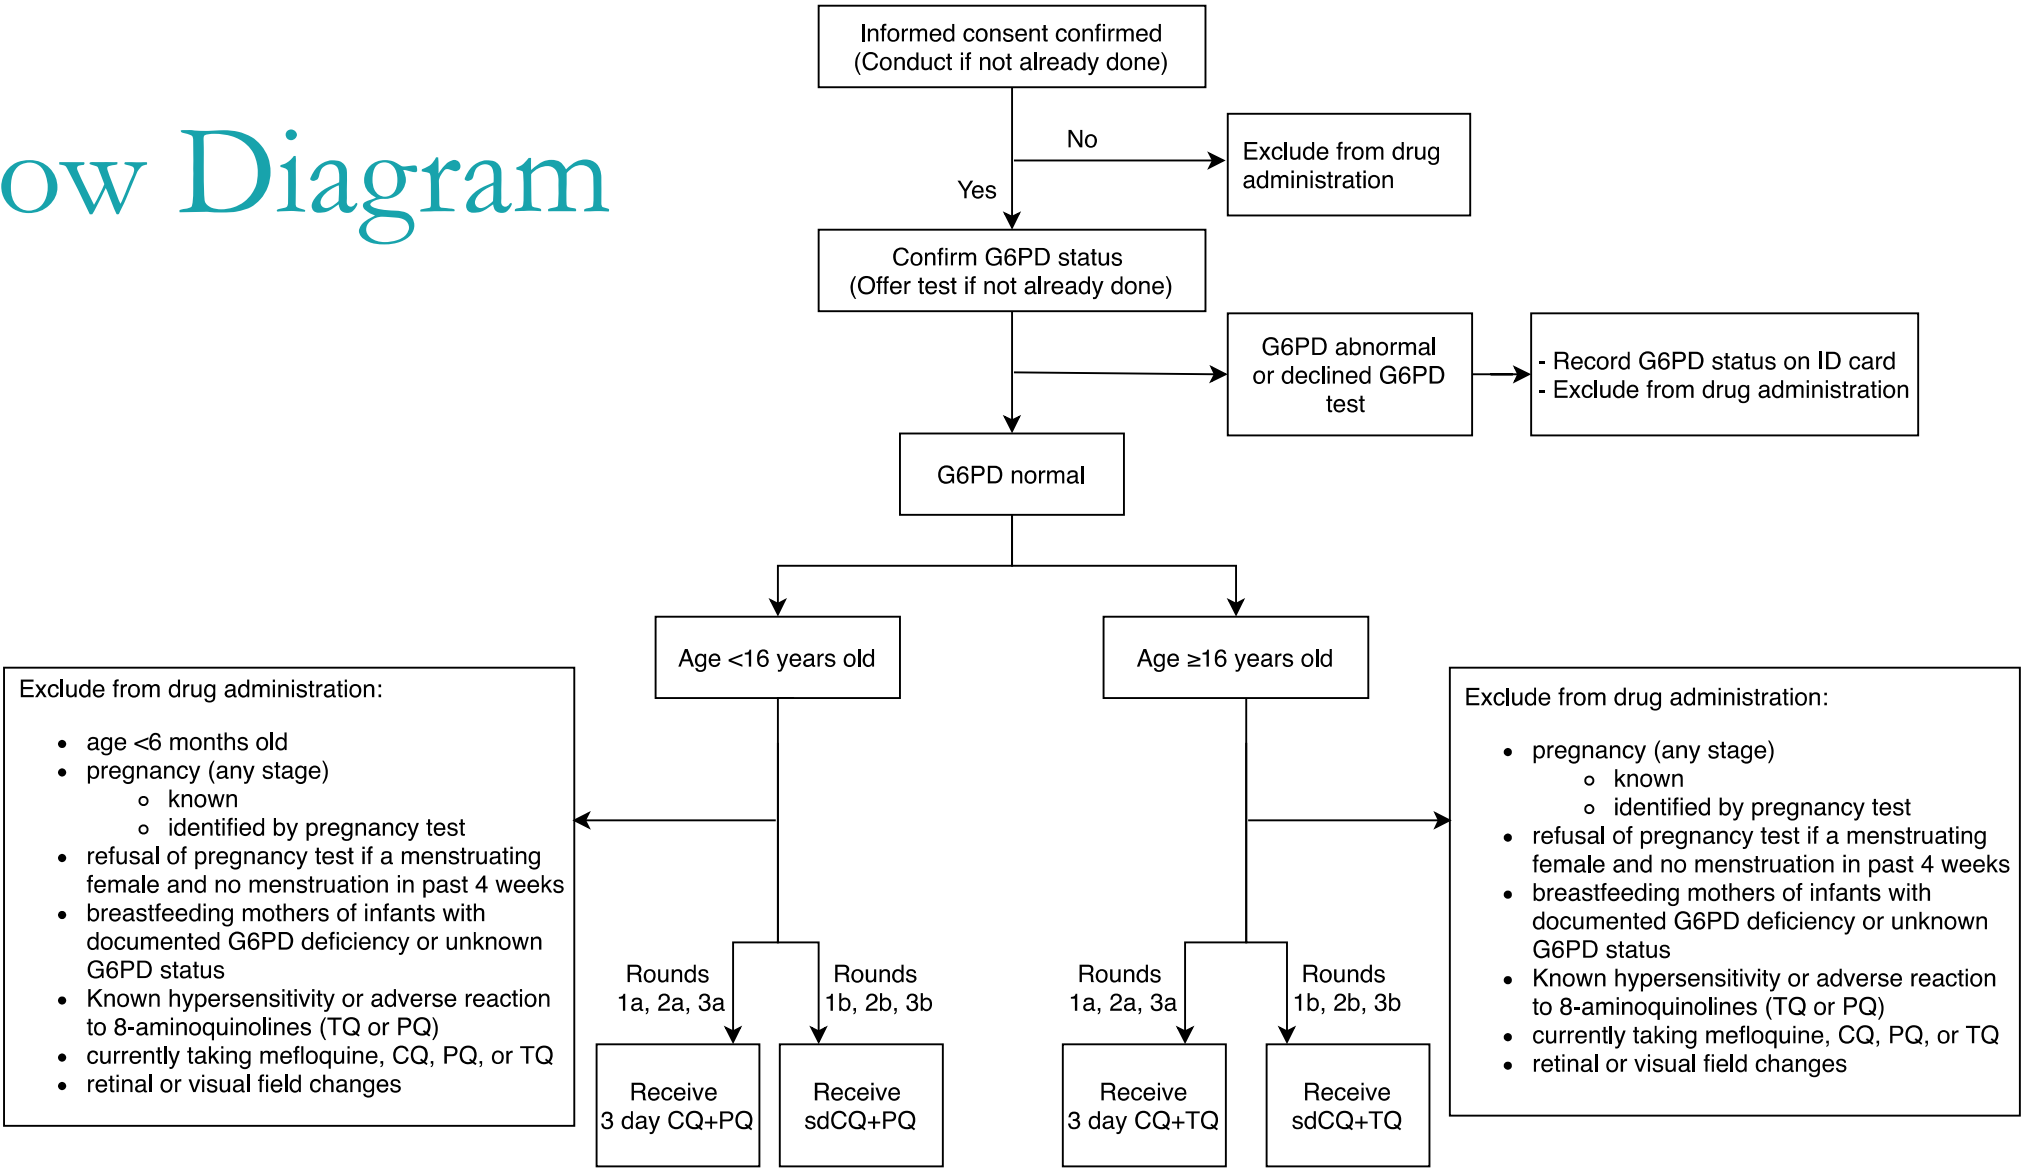 ow Diagram
Informed consent confirmed
(Conduct if not already done)
No
Exclude from drug
administration
Yes
Confirm G6PD status
(Offer test if not already done)
G6PD abnormal
or declined G6PD
test
- Record G6PD status on ID card
- Exclude from drug administration
G6PD normal
Age <16 years old
Age ≥16 years old
Exclude from drug administration:
• age <6 months old
• pregnancy (any stage)
○ known
○ identified by pregnancy test
• refusal of pregnancy test if a menstruating
female and no menstruation in past 4 weeks
• breastfeeding mothers of infants with
documented G6PD deficiency or unknown
G6PD status
• Known hypersensitivity or adverse reaction
to 8-aminoquinolines (TQ or PQ)
• currently taking mefloquine, CQ, PQ, or TQ
• retinal or visual field changes
Rounds
1a, 2a, 3a
Rounds
1b, 2b, 3b
Receive
3 day CQ+PQ
Receive
sdCQ+PQ
Rounds
1a, 2a, 3a
Rounds
1b, 2b, 3b
Receive
3 day CQ+TQ
Receive
sdCQ+TQ
Exclude from drug administration:
• pregnancy (any stage)
○ known
○ identified by pregnancy test
• refusal of pregnancy test if a menstruating
female and no menstruation in past 4 weeks
• breastfeeding mothers of infants with
documented G6PD deficiency or unknown
G6PD status
• Known hypersensitivity or adverse reaction
to 8-aminoquinolines (TQ or PQ)
• currently taking mefloquine, CQ, PQ, or TQ
• retinal or visual field changes